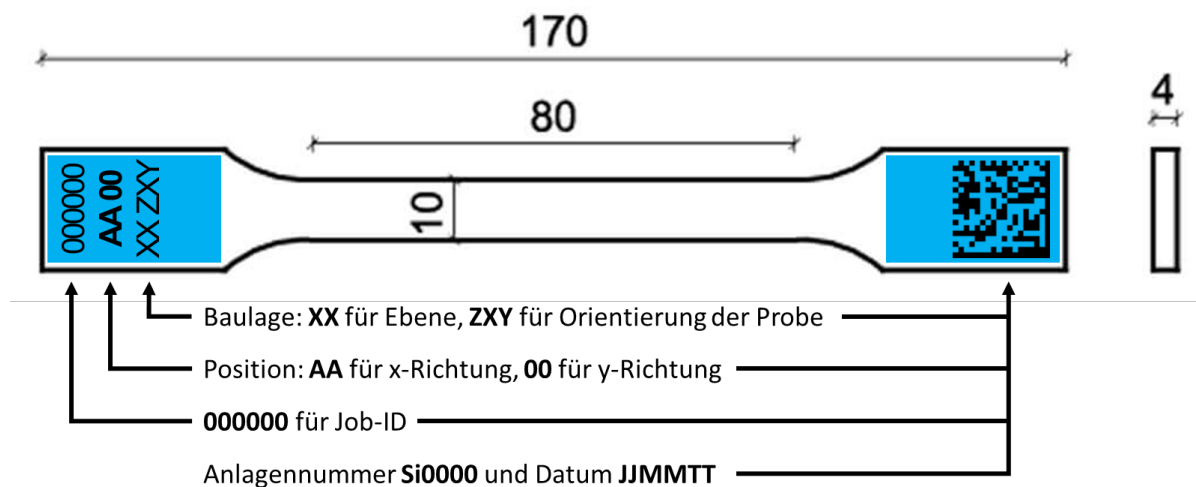 170
80
4
10
000000
AA 00
XX ZXY
Baulage: XX für Ebene, ZXY für Orientierung der Probe
Position: AA für x-Richtung, 00 für y-Richtung
000000 für Job-ID
Anlagennummer Si0000 und Datum JJMMTT